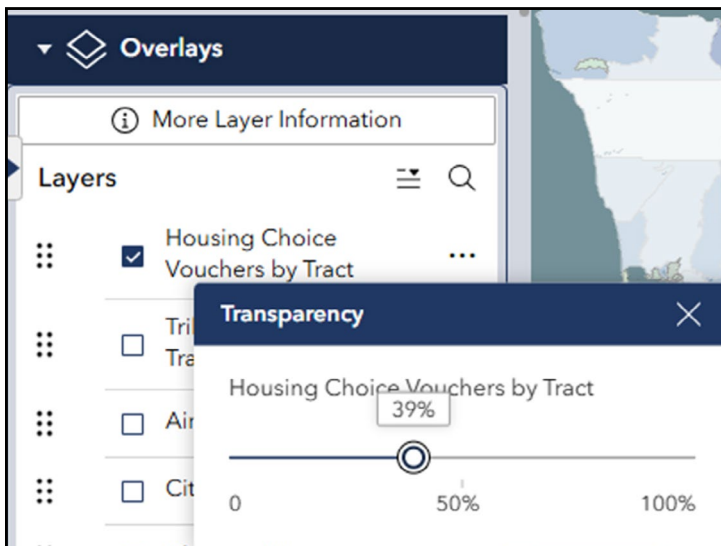 Overlays
More Layer Information
Layers
Housing Choice
Vouchers by Tract
Transparency
Housing Choice Vouchers by Tract
39%
0 50% 100%